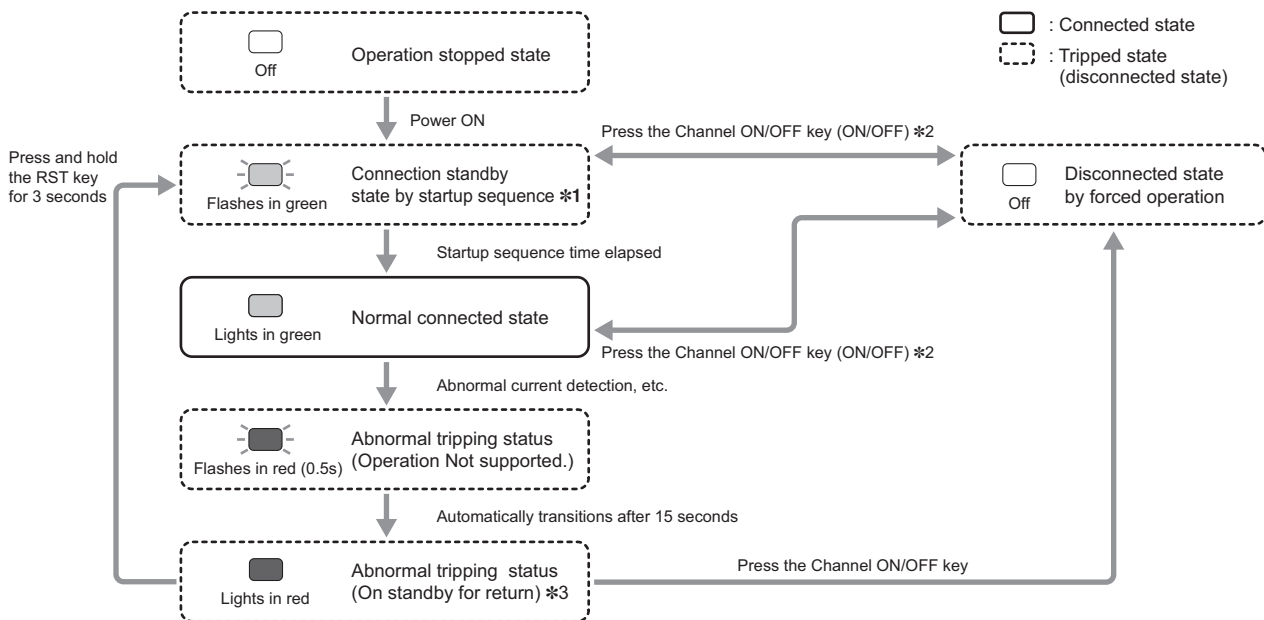 Off
Operation stopped state
: Connected state
: Tripped state
(disconnected state)
Power ON
Press the Channel ON/OFF key (ON/OFF) ✻2
Press and hold
the RST key
for 3 seconds
Flashes in green
Connection standby
state by startup sequence ✻1
Off
Disconnected state
by forced operation
Startup sequence time elapsed
Lights in green
Normal connected state
Press the Channel ON/OFF key (ON/OFF) ✻2
Abnormal current detection, etc.
Flashes in red (0.5s)
Abnormal tripping status
(Operation Not supported.)
Automatically transitions after 15 seconds
Lights in red
Abnormal tripping status
(On standby for return) ✻3
Press the Channel ON/OFF key